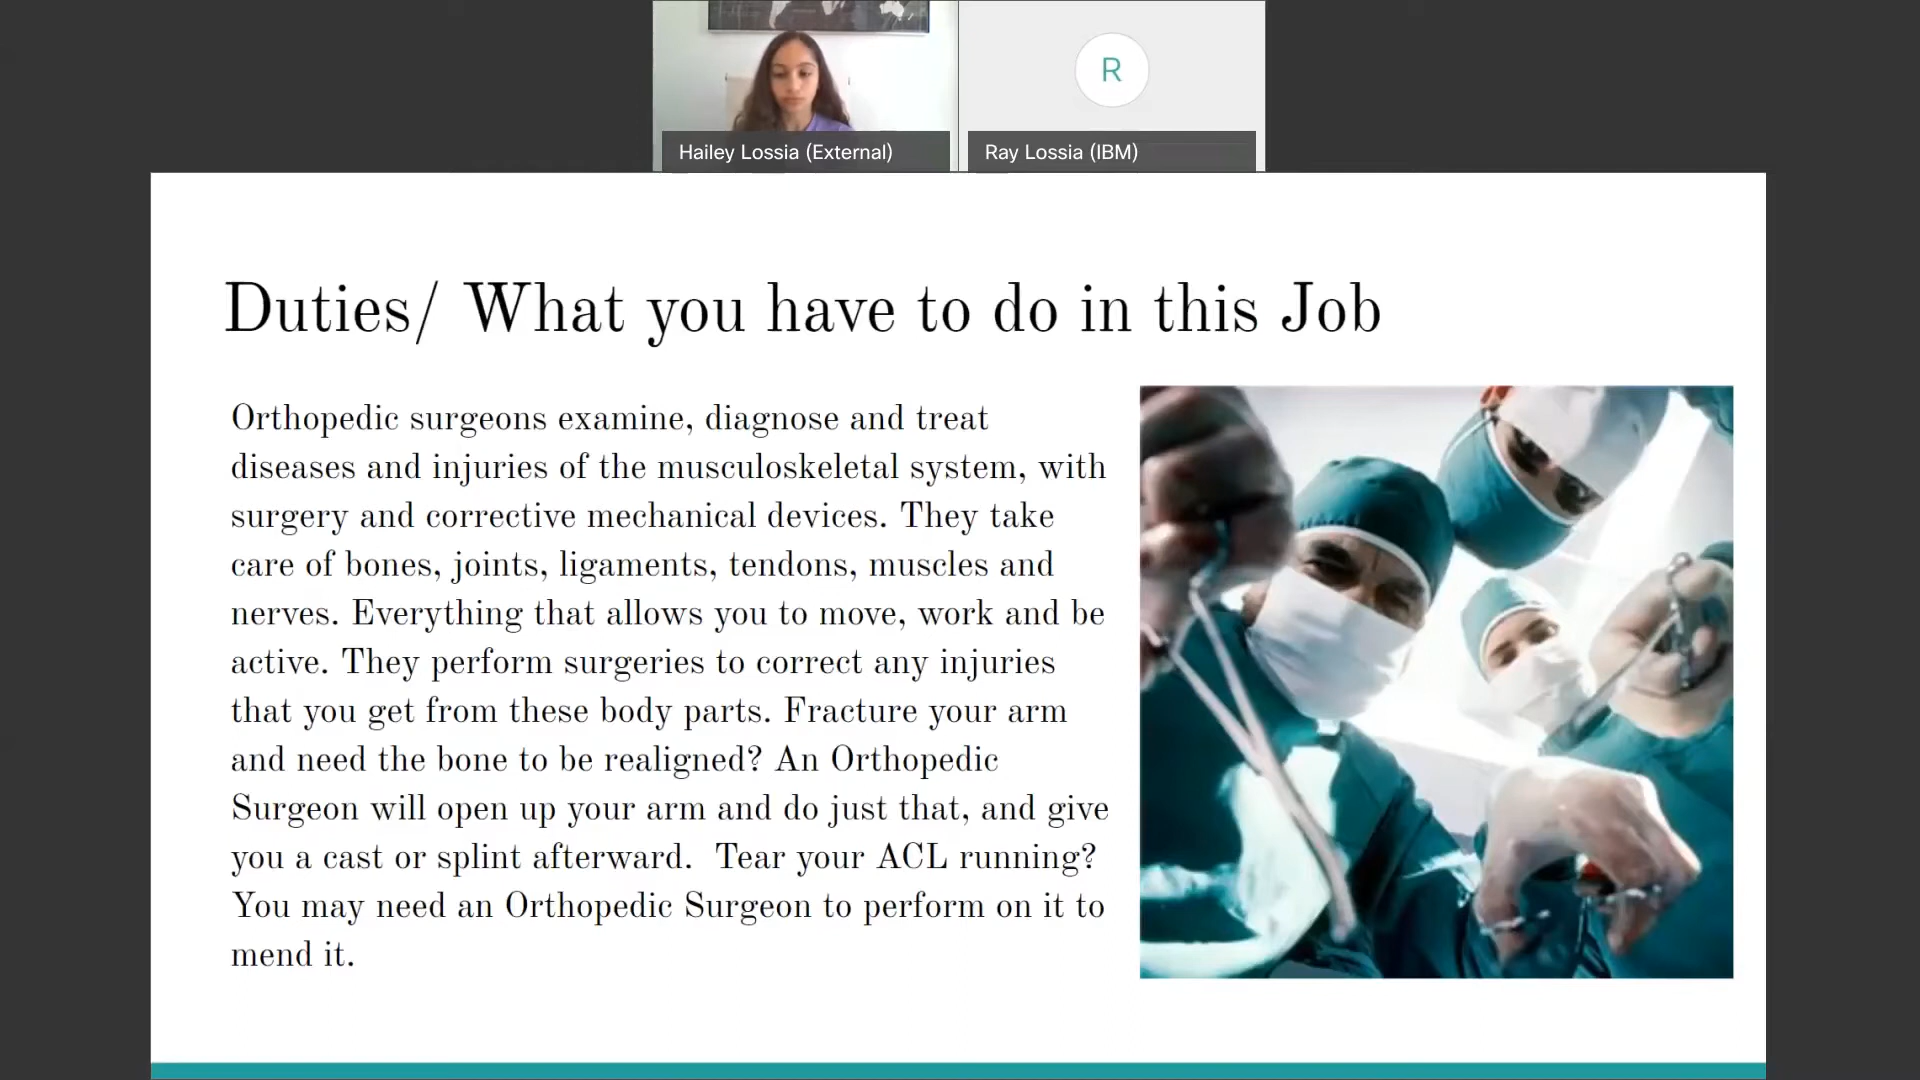 R
Hailey Lossia (External)
Ray Lossia (IBM)
Duties/ What you have to do in this Job
Orthopedic surgeons examine, diagnose and treat
diseases and injuries of the musculoskeletal system, with
surgery and corrective mechanical devices. They take
care of bones, joints, ligaments, tendons, muscles and
nerves. Everything that allows you to move, work and be
active. They perform surgeries to correct any injuries
that you get from these body parts. Fracture your arm
and need the bone to be realigned? An Orthopedic
Surgeon will open up your arm and do just that, and give
you a cast or splint afterward.  Tear your ACL running?
You may need an Orthopedic Surgeon to perform on it to
mend it.